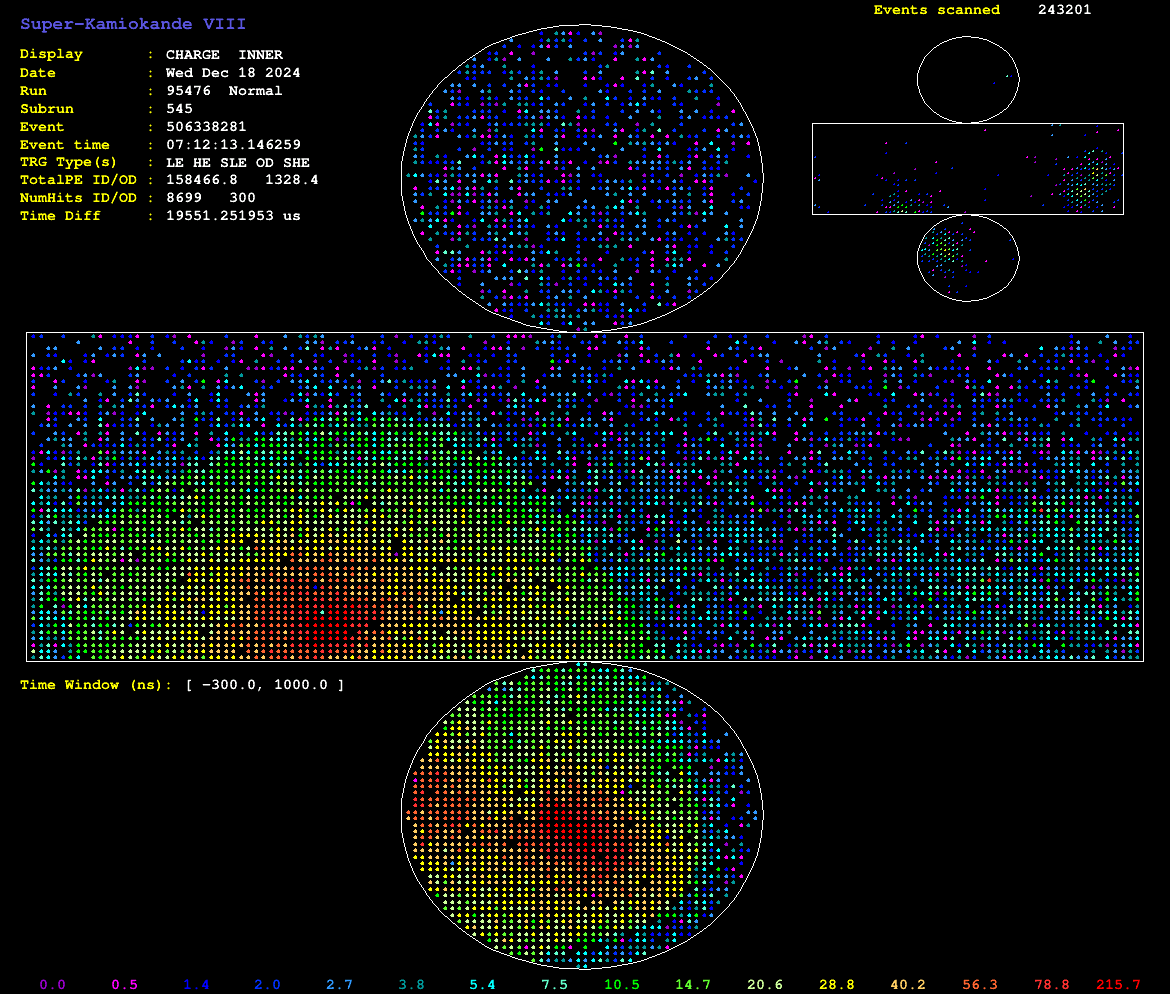 Super-Kamiokande VIII
Events scanned 243201
Display : CHARGE INNER
Date : Wed Dec 18 2024
Run : 95476 Normal
Subrun : 545
Event : 506338281
Event time : 07:12:13.146259
TRG Type(s) : LE HE SLE OD SHE
TotalPE ID/OD : 158466.8 1328.4
NumHits ID/OD : 8699 300
Time Diff : 19551.251953 us
Time Window (ns): [ −300.0, 1000.0 ]
0.0 0.5 1.4 2.0 2.7 3.8 5.4 7.5 10.5 14.7 20.6 28.8 40.2 56.3 78.8 215.7